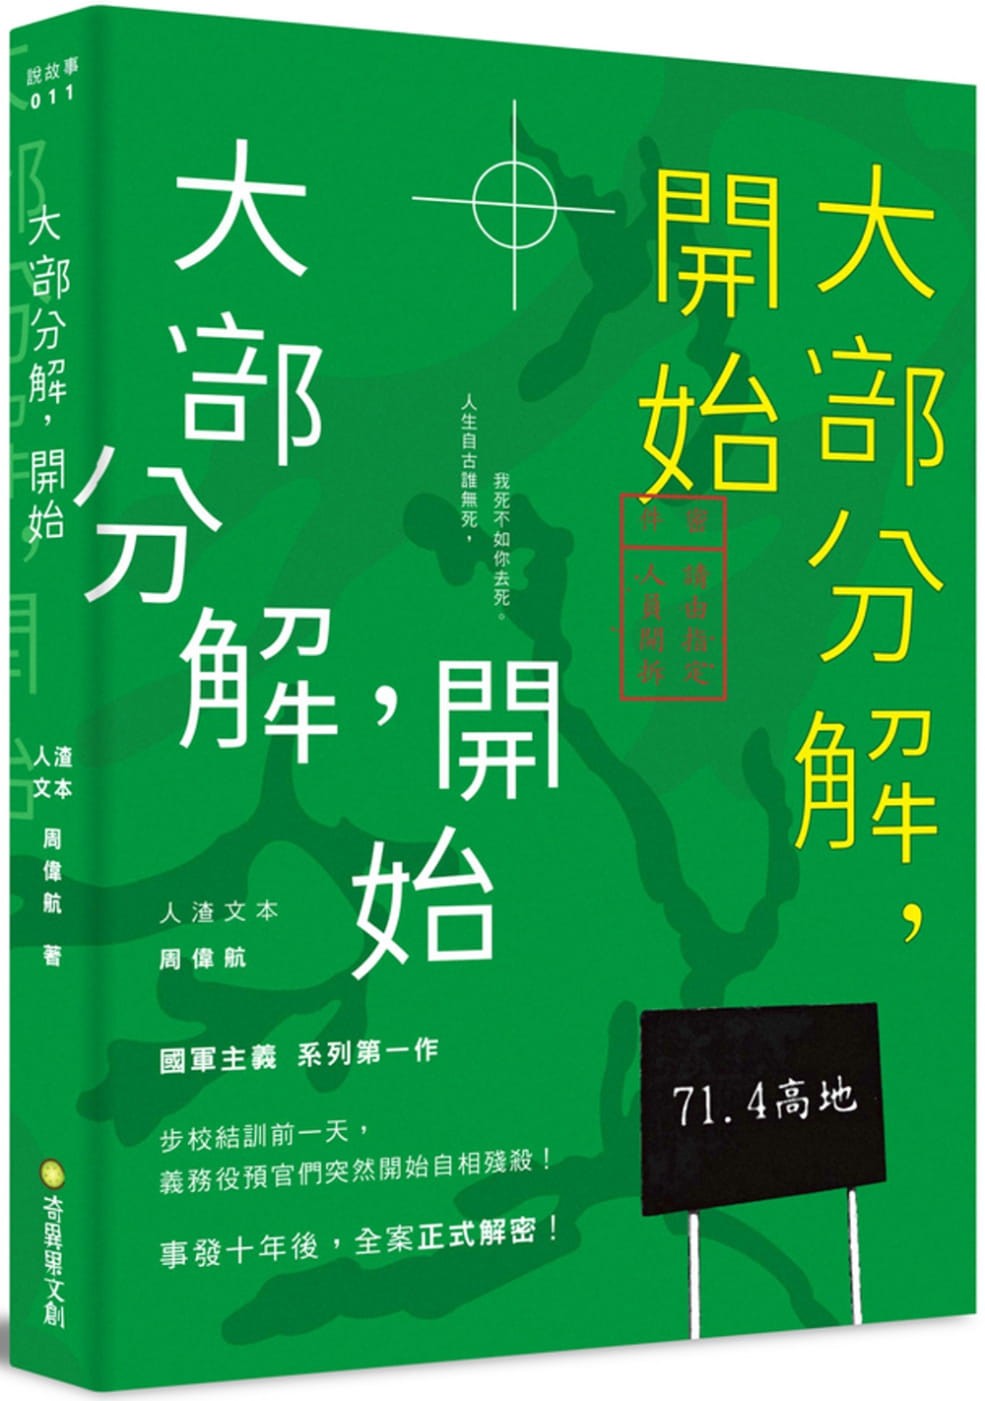 說故事
011
大部分解，開始
人渣
文本
周偉航 著
奇異果文創
大部分解，
開始
大部分解，開始
人生自古誰無死，
我死不如你去死。
密件
請由指定
人員開拆
人渣文本
周偉航
國軍主義 系列第一作
步校結訓前一天，
義務役預官們突然開始自相殘殺！
事發十年後，全案正式解密！
71.4高地